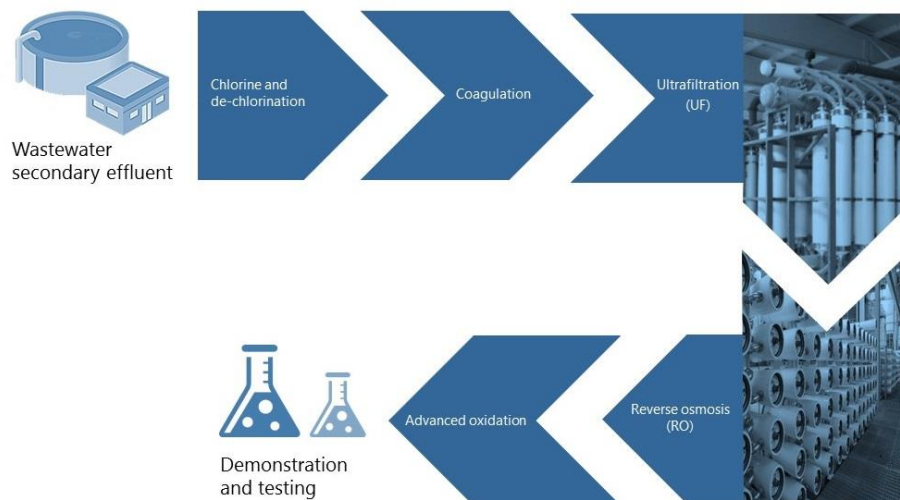 Wastewater
secondary effluent
Chlorine and
de-chlorination
Coagulation
Ultrafiltration
(UF)
Reverse osmosis
(RO)
Advanced oxidation
Demonstration
and testing